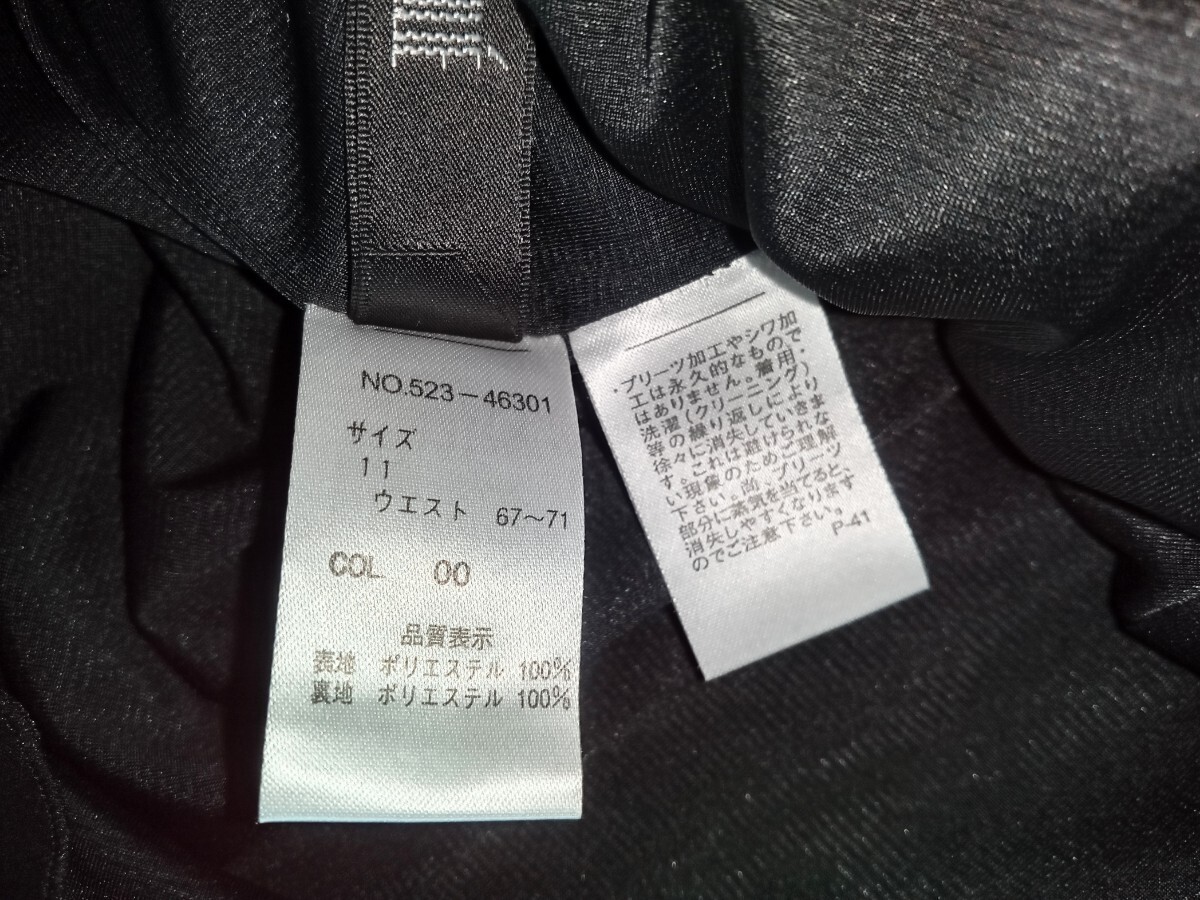 NO.523-46301
サイズ
11
ウエスト 67〜71
COL 00
品質表示
表地 ポリエステル 100%
裏地 ポリエステル 100%
・プリーツ加工やシワ加
工は永久的なもので
はありません。着用・
洗濯(クリーニング)
等の繰り返しにより
徐々に消失していきま
す。これは避けられな
い現象のためご理解
下さい。尚・プリーツ
部分に蒸気を当てると、
消失しやすくなります
のでご注意下さい。
P-41